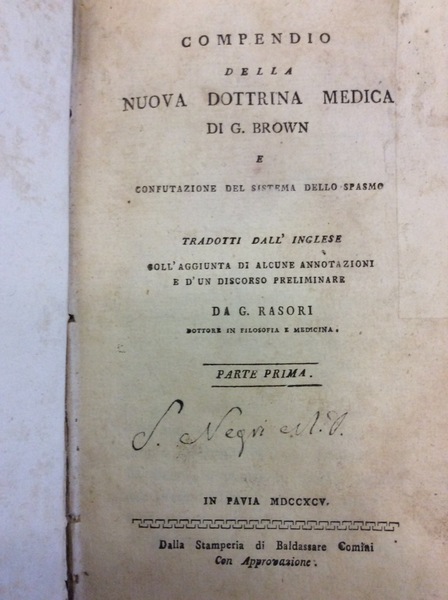 COMPENDIO
DELLA
NUOVA DOTTRINA MEDICA
DI G. BROWN
E
CONFUTAZIONE DEL SISTEMA DELLO SPASMO
TRADOTTI DALL' INGLESE
COLL'AGGIUNTA DI ALCUNE ANNOTAZIONI
E D'UN DISCORSO PRELIMINARE
DA G. RASORI
DOTTORE IN FILOSOFIA E MEDICINA.
PARTE PRIMA.
S. Negri M.D.
IN PAVIA MDCCXCV.
Dalla Stamperia di Baldassare Comini
Con Approvazione.